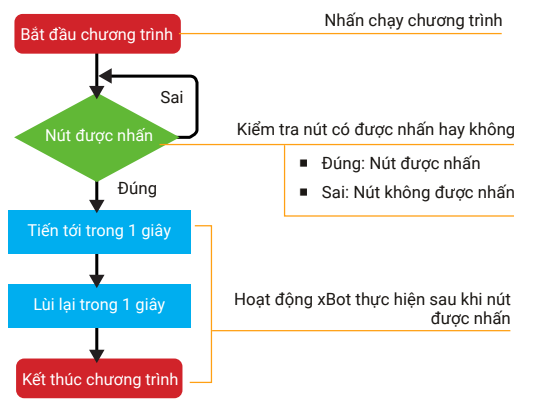 Bắt đầu chương trình
Nhấn chạy chương trình
Sai
Nút được nhấn
Kiểm tra nút có được nhấn hay không
Đúng: Nút được nhấn
Sai: Nút không được nhấn
Đúng
Tiến tới trong 1 giây
Lùi lại trong 1 giây
Hoạt động xBot thực hiện sau khi nút
được nhấn
Kết thúc chương trình